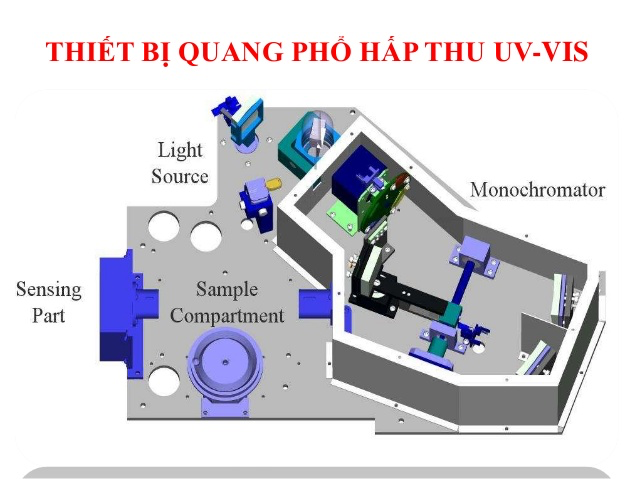 THIẾT BỊ QUANG PHỔ HẤP THU UV-VIS
Light
Source
Monochromator
Sensing
Part
Sample
Compartment